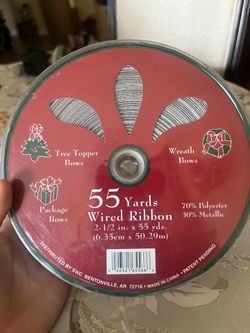 Tree Topper
Bows
Wreath
Bows
Package
Bows
55 Yards
Wired Ribbon
2-1/2 in. x 55 yds.
(6.35cm x 50.29m)
70% Polyester
30% Metallic
DISTRIBUTED BY SWC BENTONVILLE, AR 72716 • MADE IN CHINA • PATENT PENDING